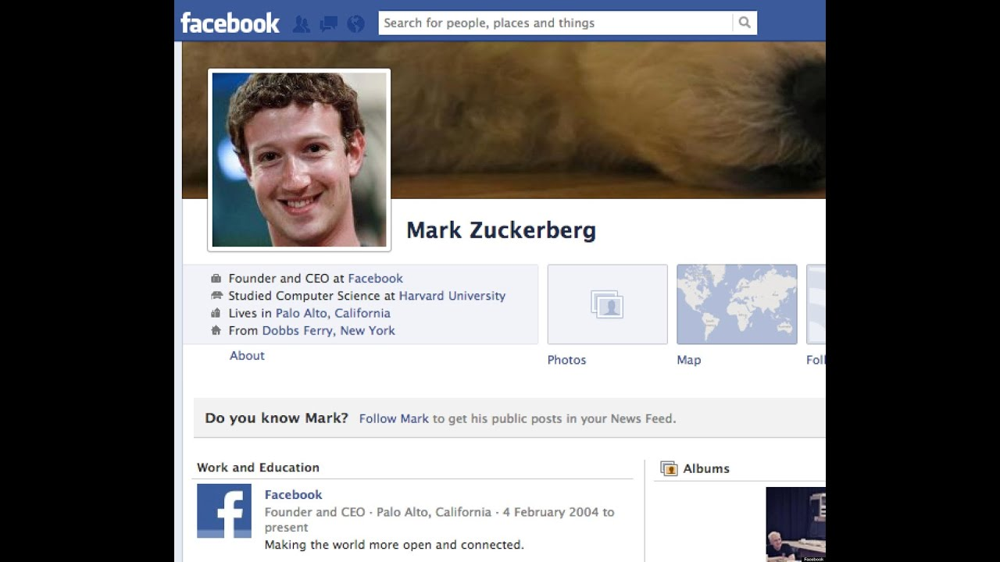 facebook
Search for people, places and things
Mark Zuckerberg
Founder and CEO at Facebook
Studied Computer Science at Harvard University
Lives in Palo Alto, California
From Dobbs Ferry, New York
About
Photos
Map
Foll
Do you know Mark? Follow Mark to get his public posts in your News Feed.
Work and Education
Facebook
Founder and CEO · Palo Alto, California · 4 February 2004 to
present
Making the world more open and connected.
Albums
Facebook